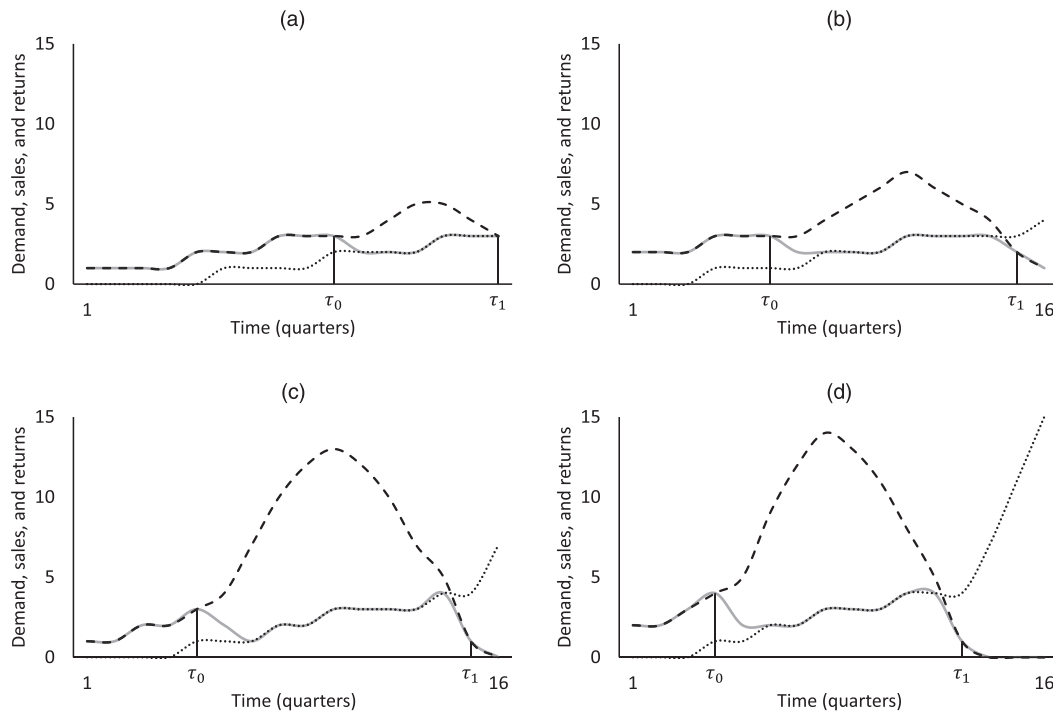 (a)
15
10
5
0
Demand, sales, and returns
1
τ0
τ1
Time (quarters)
(b)
15
10
5
0
Demand, sales, and returns
1
τ0
τ1
16
Time (quarters)
(c)
15
10
5
0
Demand, sales, and returns
1
τ0
τ1
16
Time (quarters)
(d)
15
10
5
0
Demand, sales, and returns
1
τ0
τ1
16
Time (quarters)